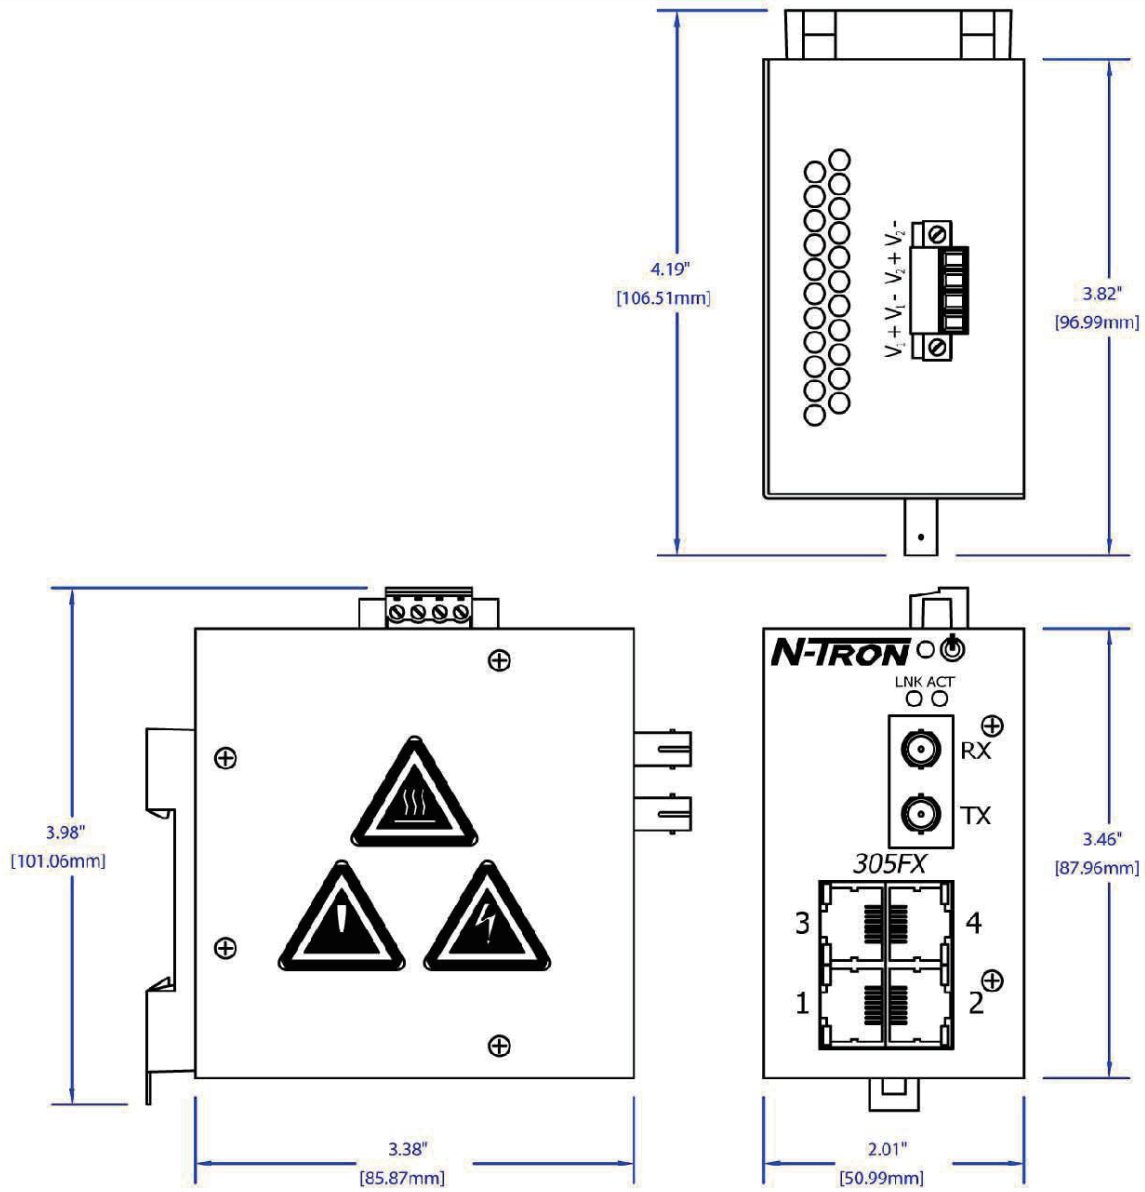 4.19"
[106.51mm]
V₁ + V₁ - V₂ + V₂ -
3.82"
[96.99mm]
N-TRON
LNK ACT
RX
TX
305FX
3
4
1
2
3.98"
[101.06mm]
3.46"
[87.96mm]
3.38"
[85.87mm]
2.01"
[50.99mm]